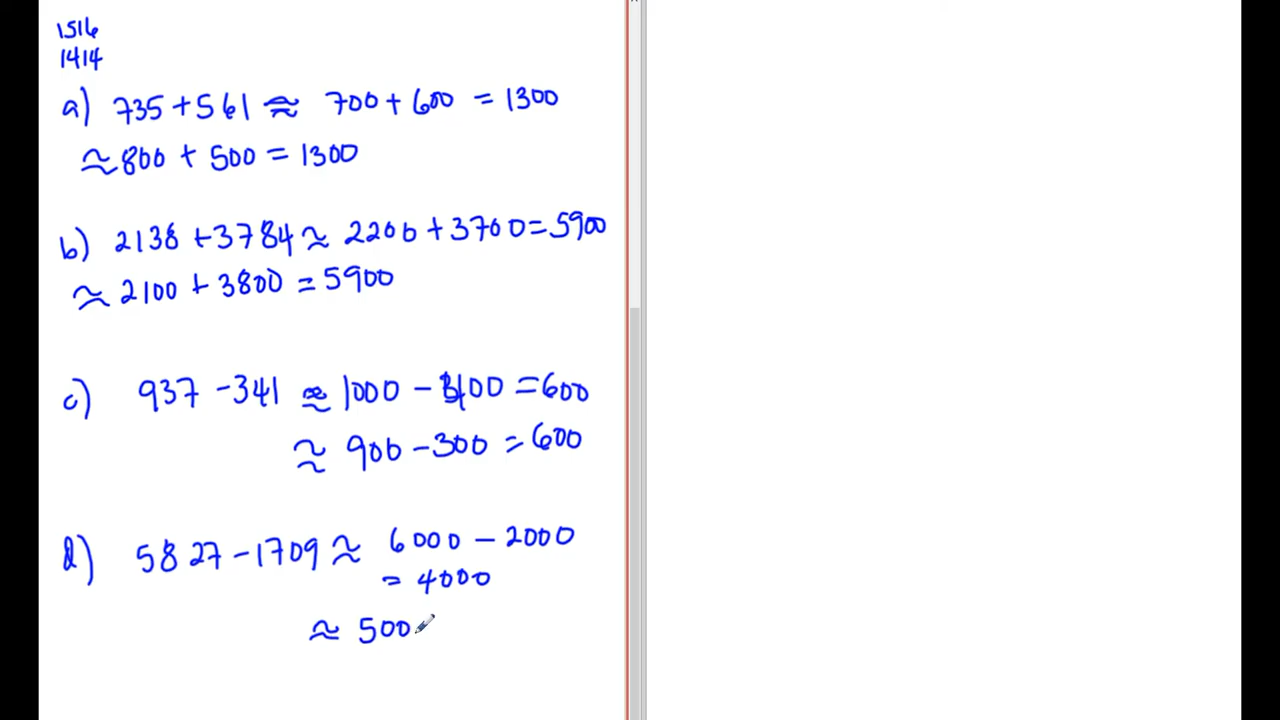 1516
1414
a) 735 + 561 ≈ 700 + 600 = 1300
≈ 800 + 500 = 1300
b) 2138 + 3784 ≈ 2200 + 3700 = 5900
≈ 2100 + 3800 = 5900
c) 937 - 341 ≈ 1000 - 400 = 600
≈ 900 - 300 = 600
d) 5827 - 1709 ≈ 6000 - 2000
= 4000
≈ 500